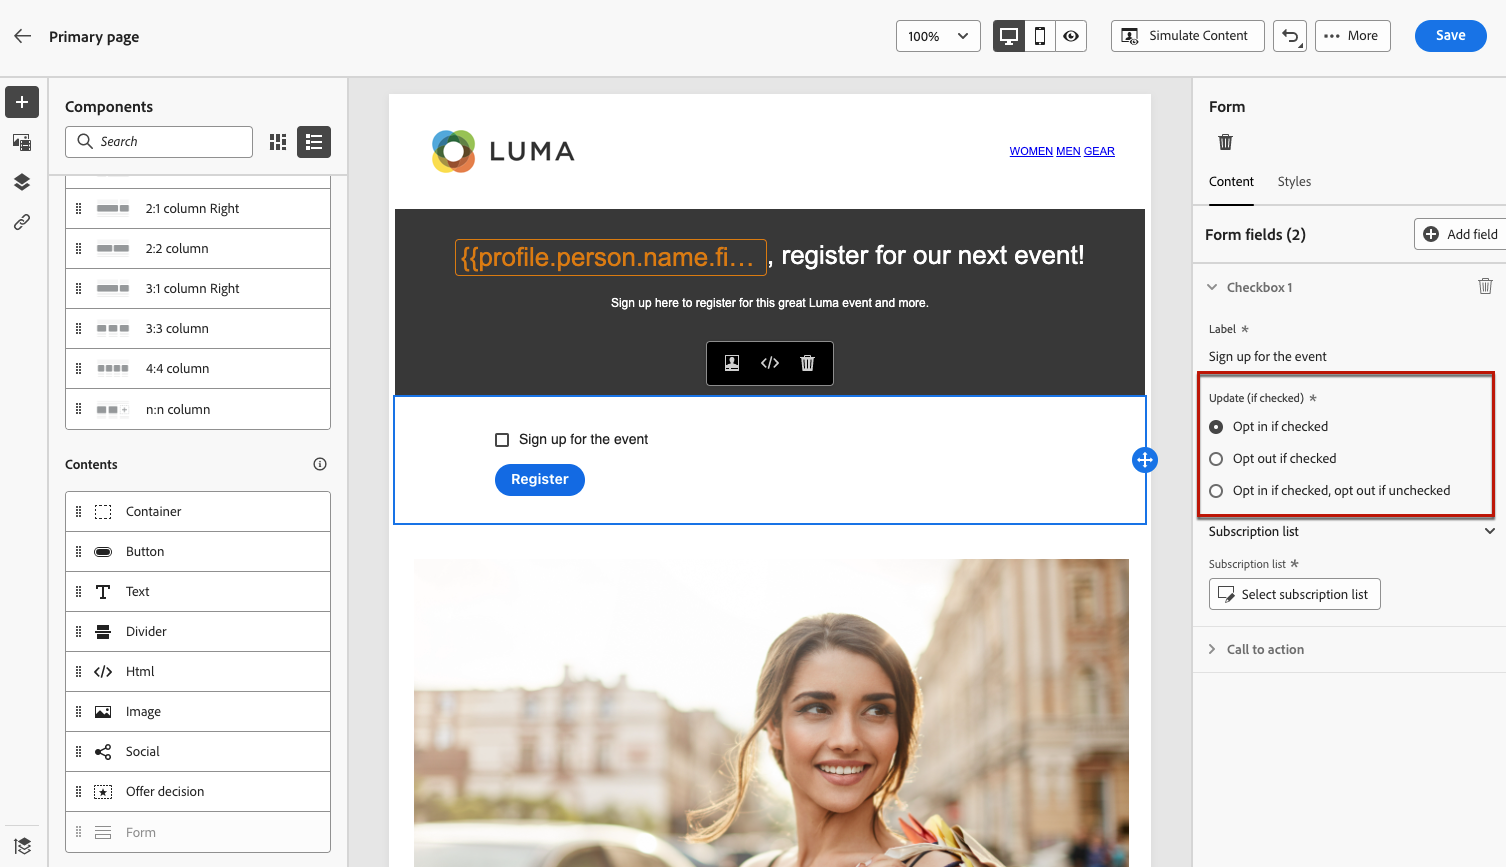 Primary page
100%
Simulate Content
More
Save
Components
Search
2:1 column Right
2:2 column
3:1 column Right
3:3 column
4:4 column
n:n column
Contents
Container
Button
Text
Divider
Html
Image
Social
Offer decision
Form
LUMA
WOMEN MEN GEAR
{{profile.person.name.fi... , register for our next event!
Sign up here to register for this great Luma event and more.
Sign up for the event
Register
Form
Content Styles
Form fields (2)
Add field
Checkbox 1
Label *
Sign up for the event
Update (if checked) *
Opt in if checked
Opt out if checked
Opt in if checked, opt out if unchecked
Subscription list
Subscription list *
Select subscription list
Call to action